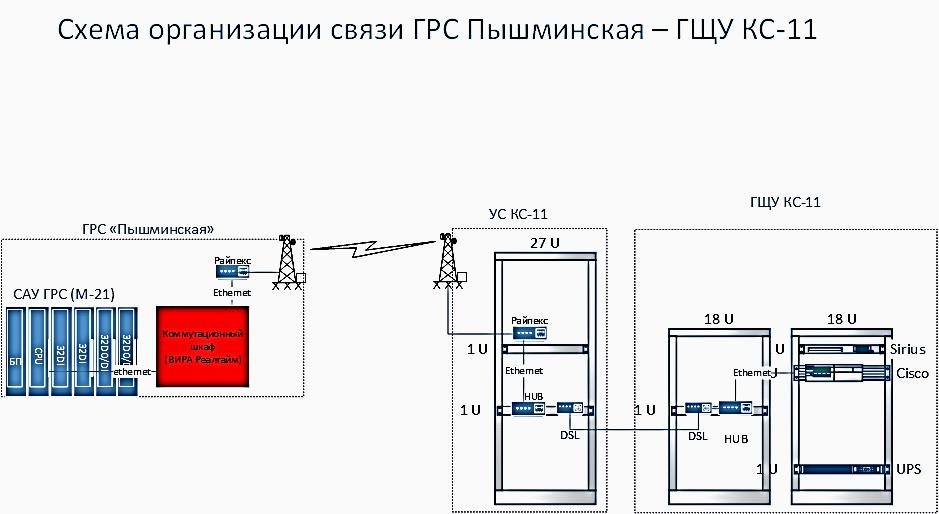 Схема организации связи ГРС Пышминская – ГЩУ КС-11
ГРС «Пышминская»
УС КС-11
ГЩУ КС-11
27 U
Райпекс
Ethernet
САУ ГРС (М-21)
БП
CPU
32DI
32DI
32DO/
32DO/
ethernet
Коммутационный
шкаф
(ВИРА Реалтайм)
Райпекс
1 U
Ethernet
HUB
1 U
DSL
18 U
18 U
U
Sirius
Ethernet
Cisco
1 U
DSL
HUB
1 U
UPS